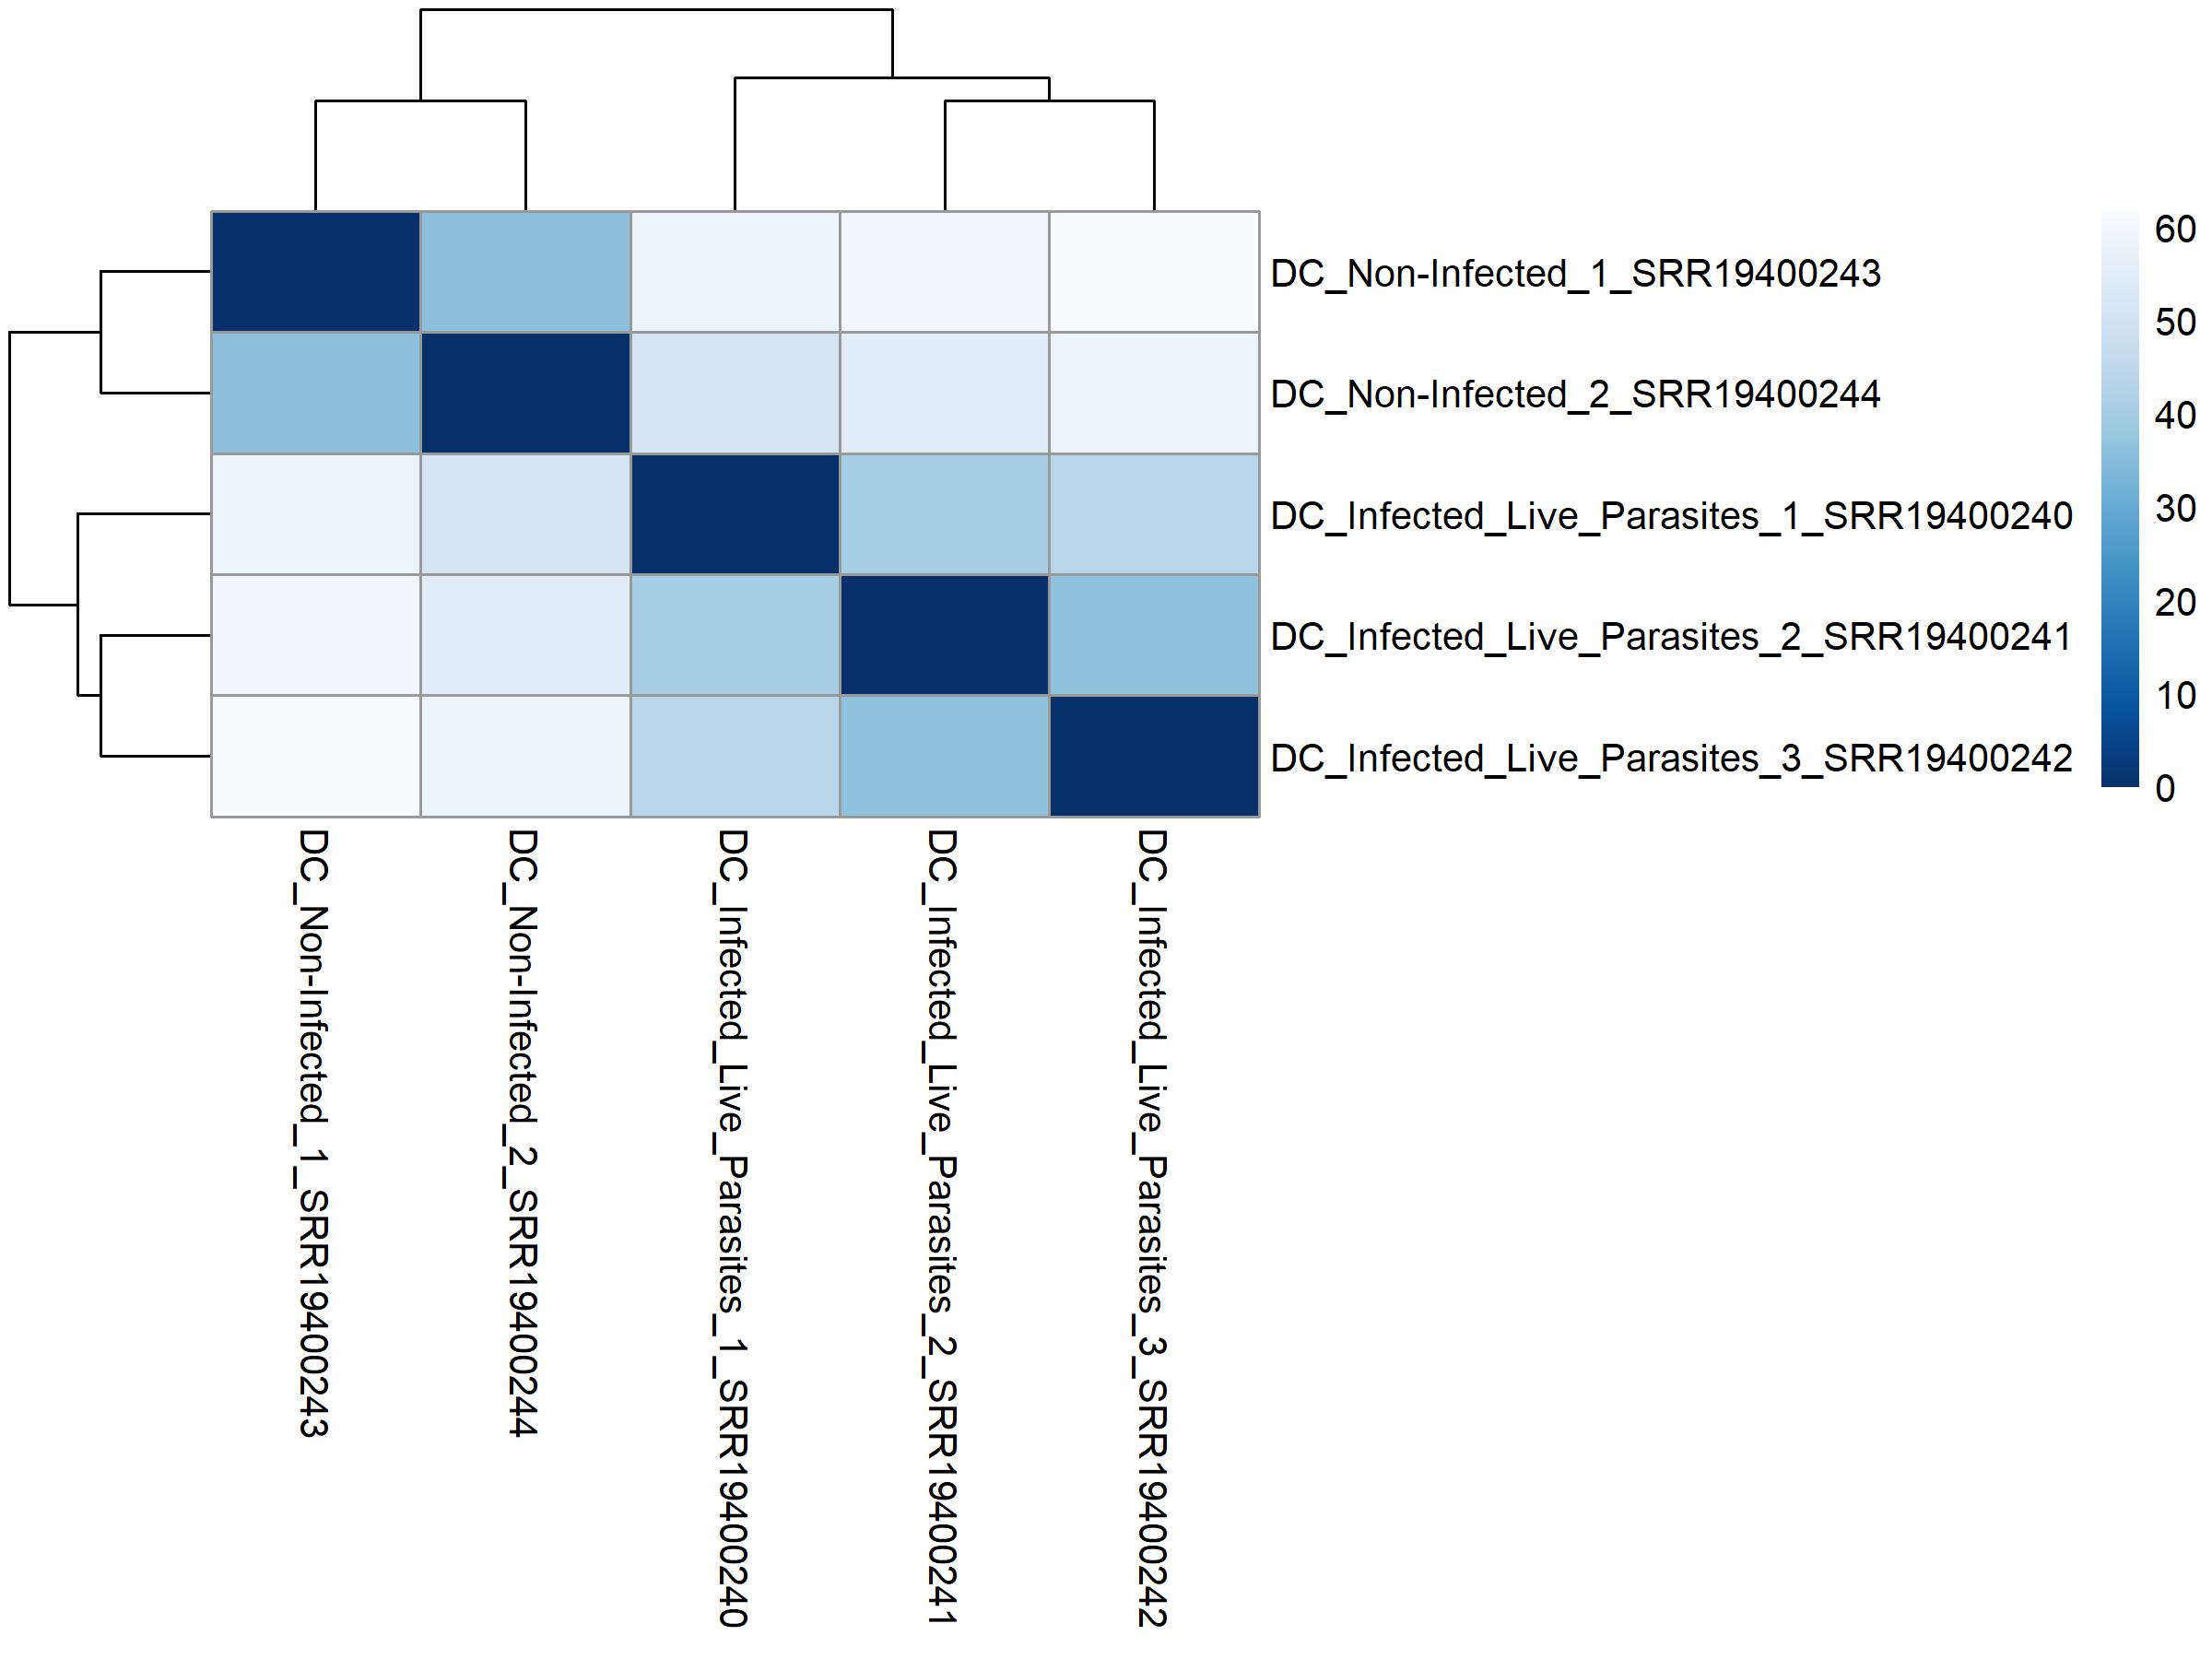 DC_Non-Infected_1_SRR19400243
DC_Non-Infected_2_SRR19400244
DC_Infected_Live_Parasites_1_SRR19400240
DC_Infected_Live_Parasites_2_SRR19400241
DC_Infected_Live_Parasites_3_SRR19400242
60
50
40
30
20
10
0
DC_Non-Infected_1_SRR19400243
DC_Non-Infected_2_SRR19400244
DC_Infected_Live_Parasites_1_SRR19400240
DC_Infected_Live_Parasites_2_SRR19400241
DC_Infected_Live_Parasites_3_SRR19400242